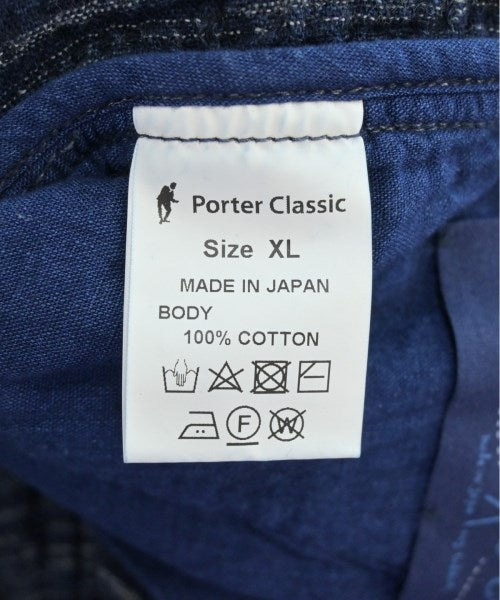 Porter Classic
Size XL
MADE IN JAPAN
BODY
100% COTTON
F
W